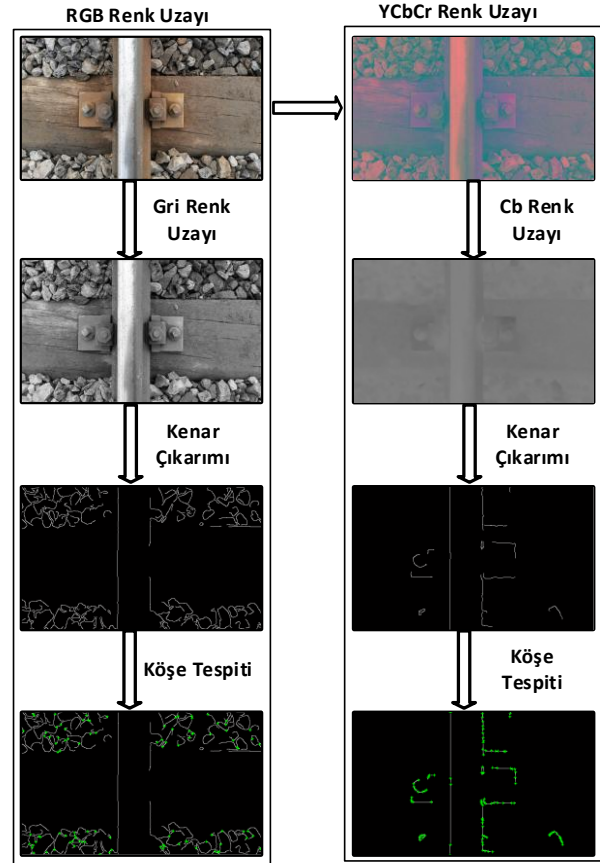 RGB Renk Uzayı
Gri Renk
Uzayı
Kenar
Çıkarımı
Köşe Tespiti
YCbCr Renk Uzayı
Cb Renk
Uzayı
Kenar
Çıkarımı
Köşe
Tespiti